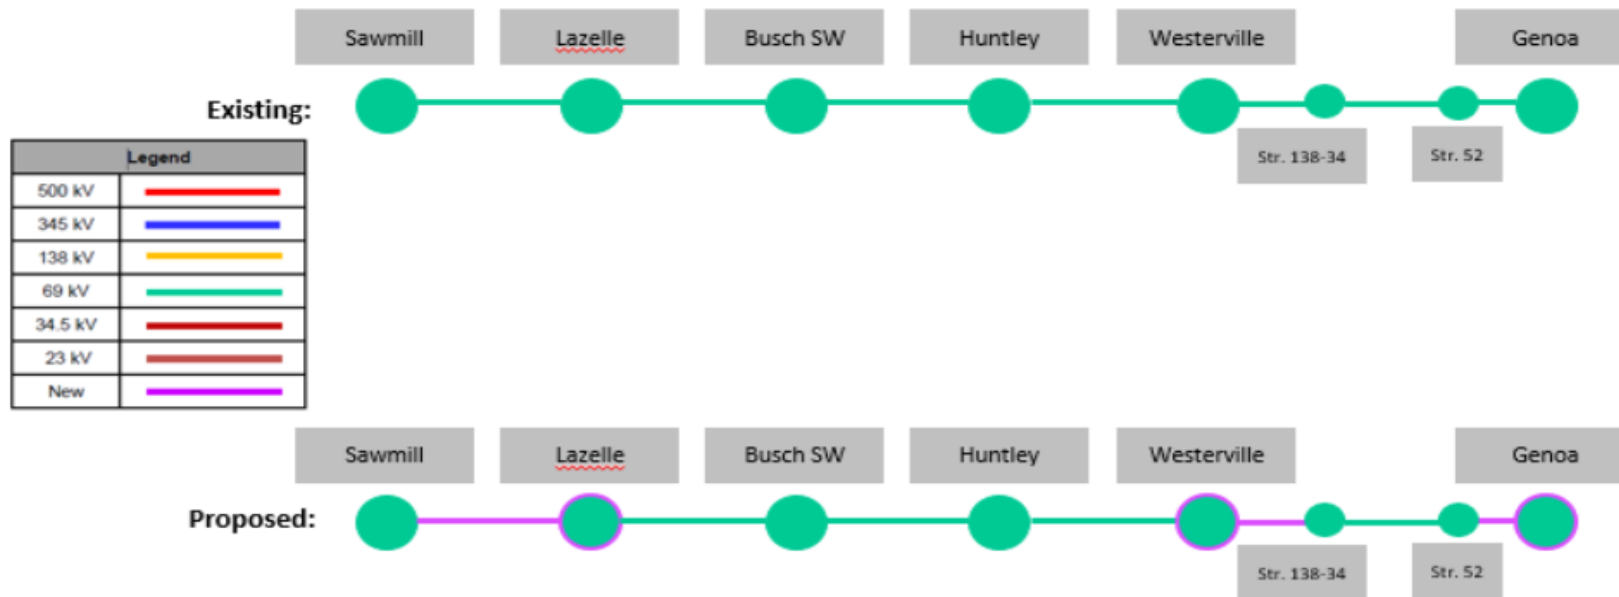 Sawmill
Lazelle
Busch SW
Huntley
Westerville
Genoa
Existing:
Str. 138-34
Str. 52
Legend
500 kV
345 kV
138 kV
69 kV
34.5 kV
23 kV
New
Sawmill
Lazelle
Busch SW
Huntley
Westerville
Genoa
Proposed:
Str. 138-34
Str. 52